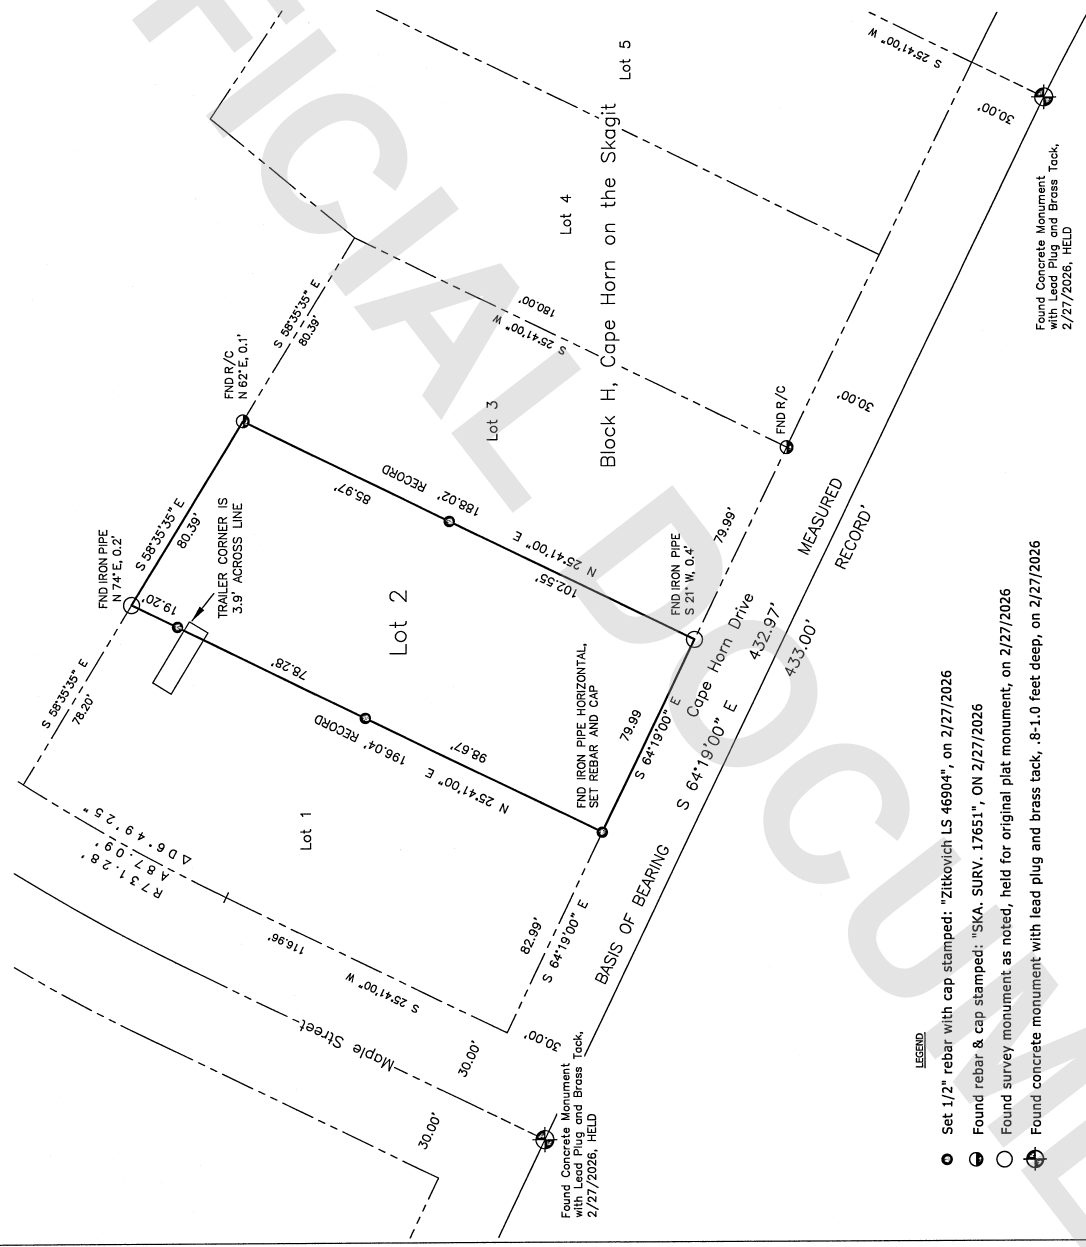 S 25°41'00" W
30.00'
Found Concrete Monument
with Lead Plug and Brass Tack,
2/27/2026, HELD
Lot 5
Lot 4
Block H, Cape Horn on the Skagit
180.00'
S 25°41'00" W
S 58°35'35" E
80.39'
FND R/C
N 62°E, 0.1'
Lot 3
FND R/C
30.00'
MEASURED
RECORD'
85.97'
RECORD
188.02'
N 25°41'00" E
102.55'
S 58°35'35" E
80.39'
FND IRON PIPE
N 74°E, 0.2'
19.20'
TRAILER CORNER IS
3.9' ACROSS LINE
Lot 2
78.28'
RECORD
196.04'
N 25°41'00" E
98.67'
FND IRON PIPE
S 21°W, 0.4'
79.99'
FND IRON PIPE HORIZONTAL,
SET REBAR AND CAP
79.99
S 64°19'00" E
Cape Horn Drive
432.97'
433.00'
S 64°19'00" E
BASIS OF BEARING
S 58°35'35" E
78.20'
Lot 1
Δ D6·49'25"
A87.09'
R731.28'
116.96'
S 25°41'00" W
82.99'
S 64°19'00" E
Maple Street
30.00'
30.00'
30.00'
Found Concrete Monument
with Lead Plug and Brass Tack,
2/27/2026, HELD
LEGEND
Set 1/2" rebar with cap stamped: "Zitkovich LS 46904", on 2/27/2026
Found rebar & cap stamped: "SKA. SURV. 17651", ON 2/27/2026
Found survey monument as noted, held for original plat monument, on 2/27/2026
Found concrete monument with lead plug and brass tack, .8-1.0 feet deep, on 2/27/2026
FICIAL DOCUME